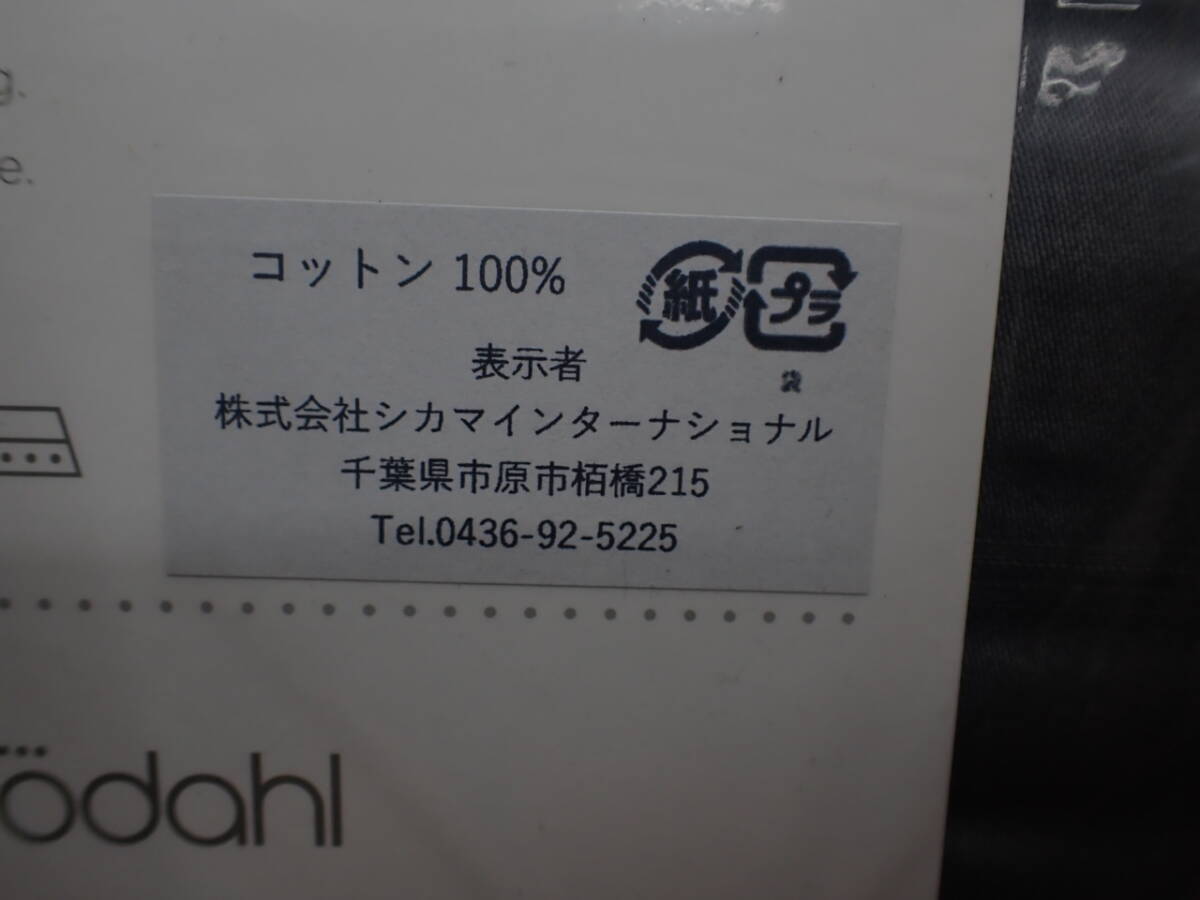 g.
e.
コットン 100%
紙
プラ
袋
表示者
株式会社シカマインターナショナル
千葉県市原市栢橋215
Tel.0436-92-5225
ödahl